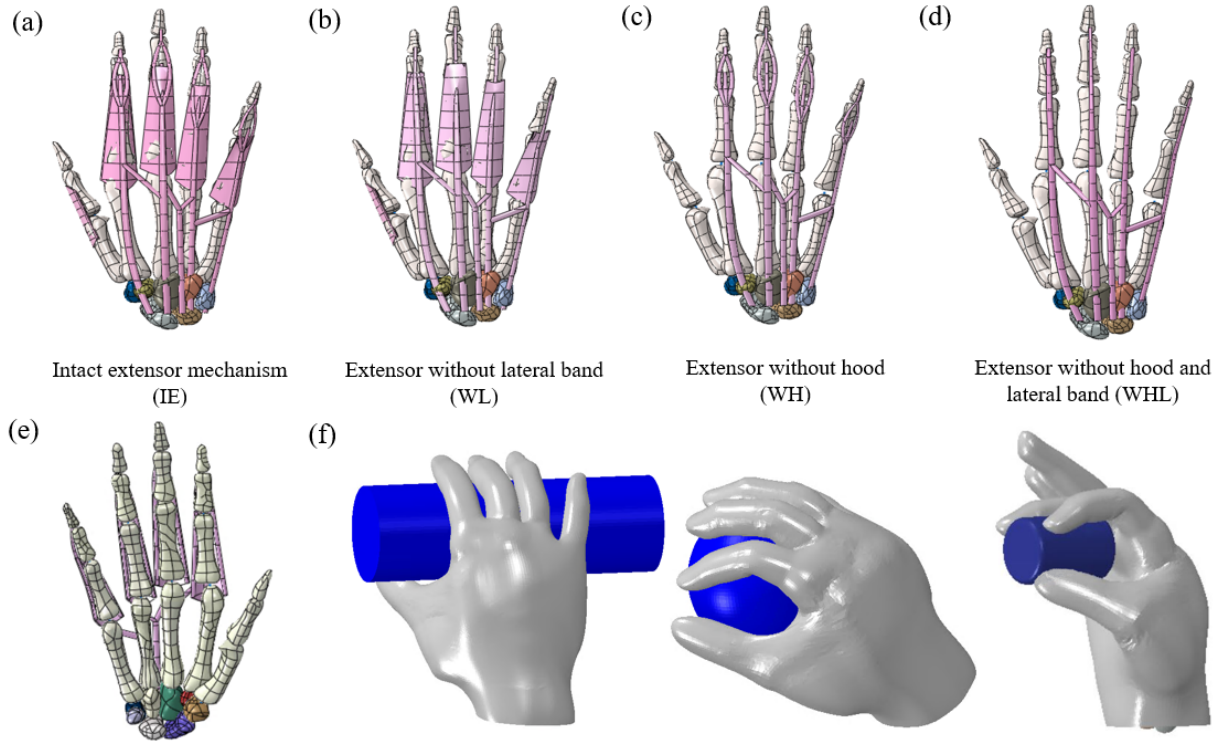 (a)
(b)
(c)
(d)
Intact extensor mechanism
(IE)
Extensor without lateral band
(WL)
Extensor without hood
(WH)
Extensor without hood and
lateral band (WHL)
(e)
(f)